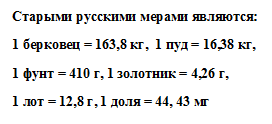 Старыми русскими мерами являются:
1 берковец = 163,8 кг, 1 пуд = 16,38 кг,
1 фунт = 410 г, 1 золотник = 4,26 г,
1 лот = 12,8 г, 1 доля = 44, 43 мг